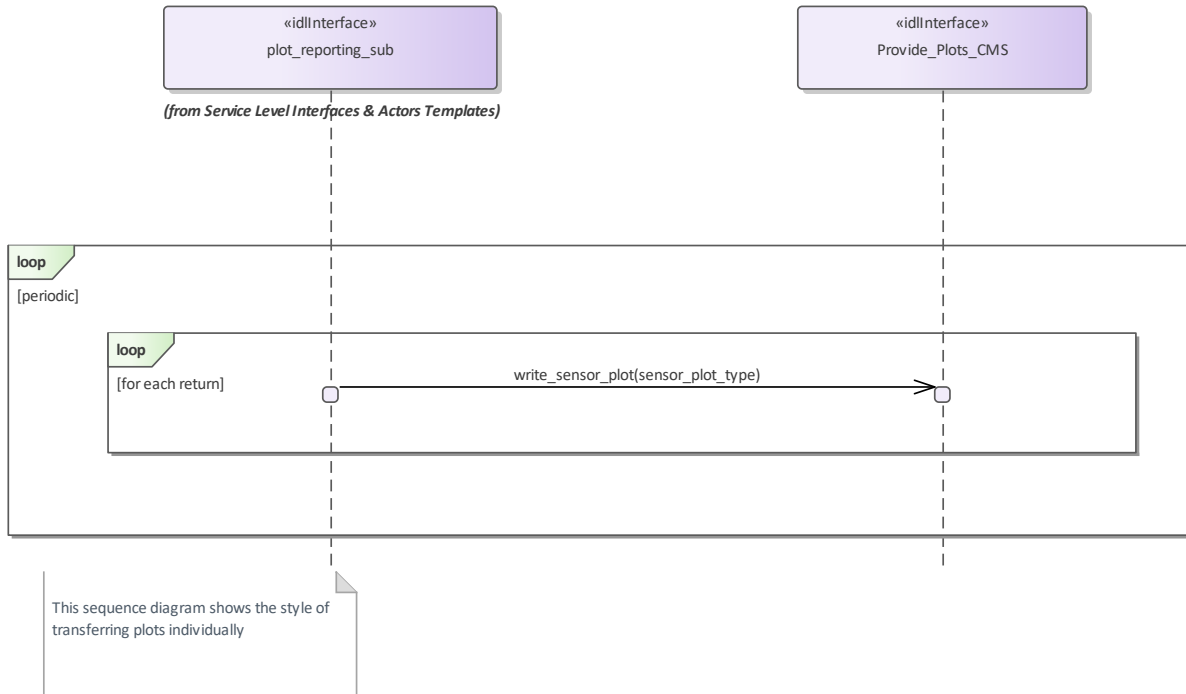 «idlInterface»
plot_reporting_sub
«idlInterface»
Provide_Plots_CMS
(from Service Level Interfaces & Actors Templates)
loop
[periodic]
loop
[for each return]
write_sensor_plot(sensor_plot_type)
This sequence diagram shows the style of
transferring plots individually